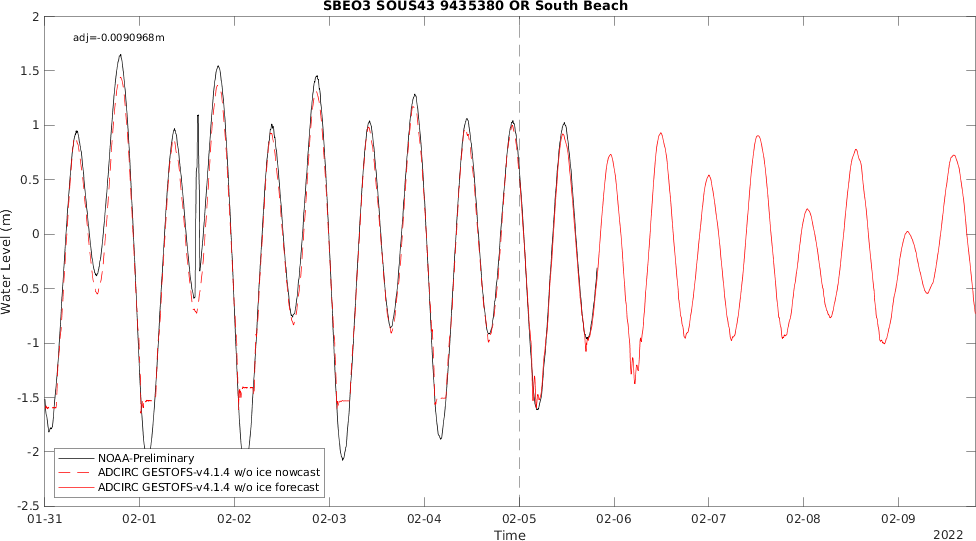 SBEO3 SOUS43 9435380 OR South Beach
adj=-0.0090968m
2
1.5
1
0.5
0
-0.5
-1
-1.5
-2
-2.5
Water Level (m)
NOAA-Preliminary
ADCIRC GESTOFS-v4.1.4 w/o ice nowcast
ADCIRC GESTOFS-v4.1.4 w/o ice forecast
01-31 02-01 02-02 02-03 02-04 02-05 02-06 02-07 02-08 02-09
Time
2022